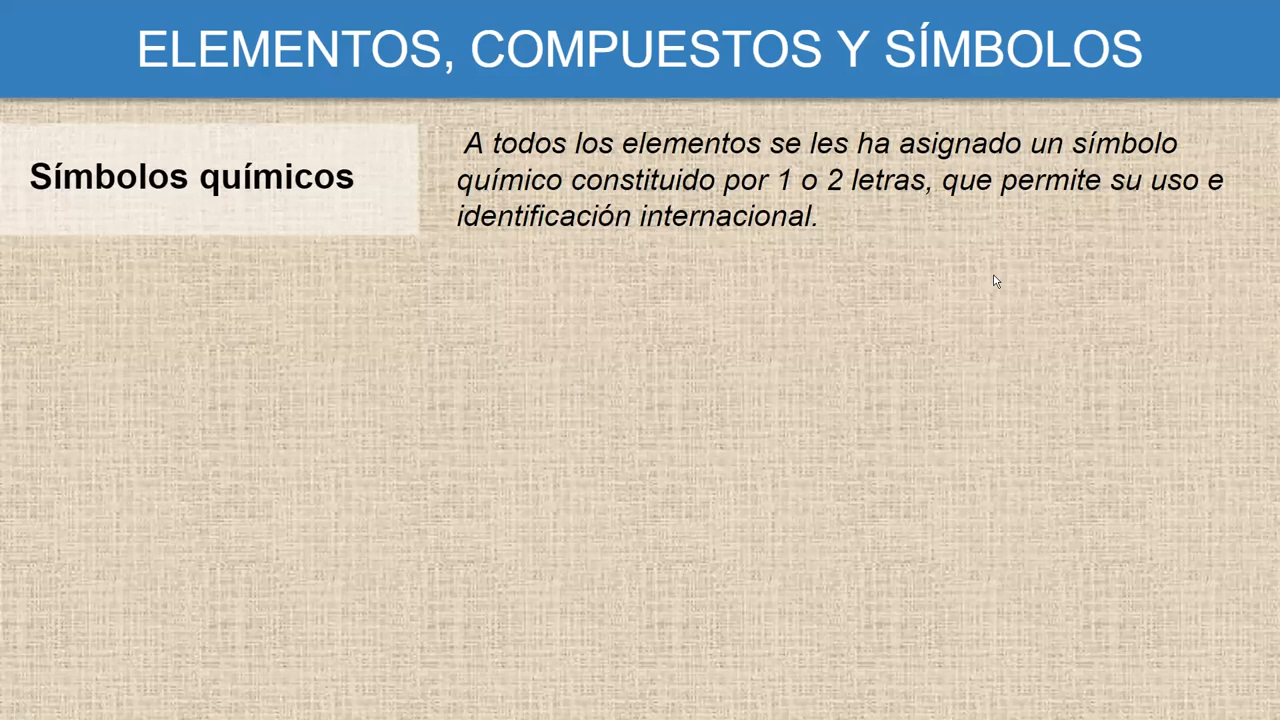 ELEMENTOS, COMPUESTOS Y SÍMBOLOS
Símbolos químicos
A todos los elementos se les ha asignado un símbolo
químico constituido por 1 o 2 letras, que permite su uso e
identificación internacional.